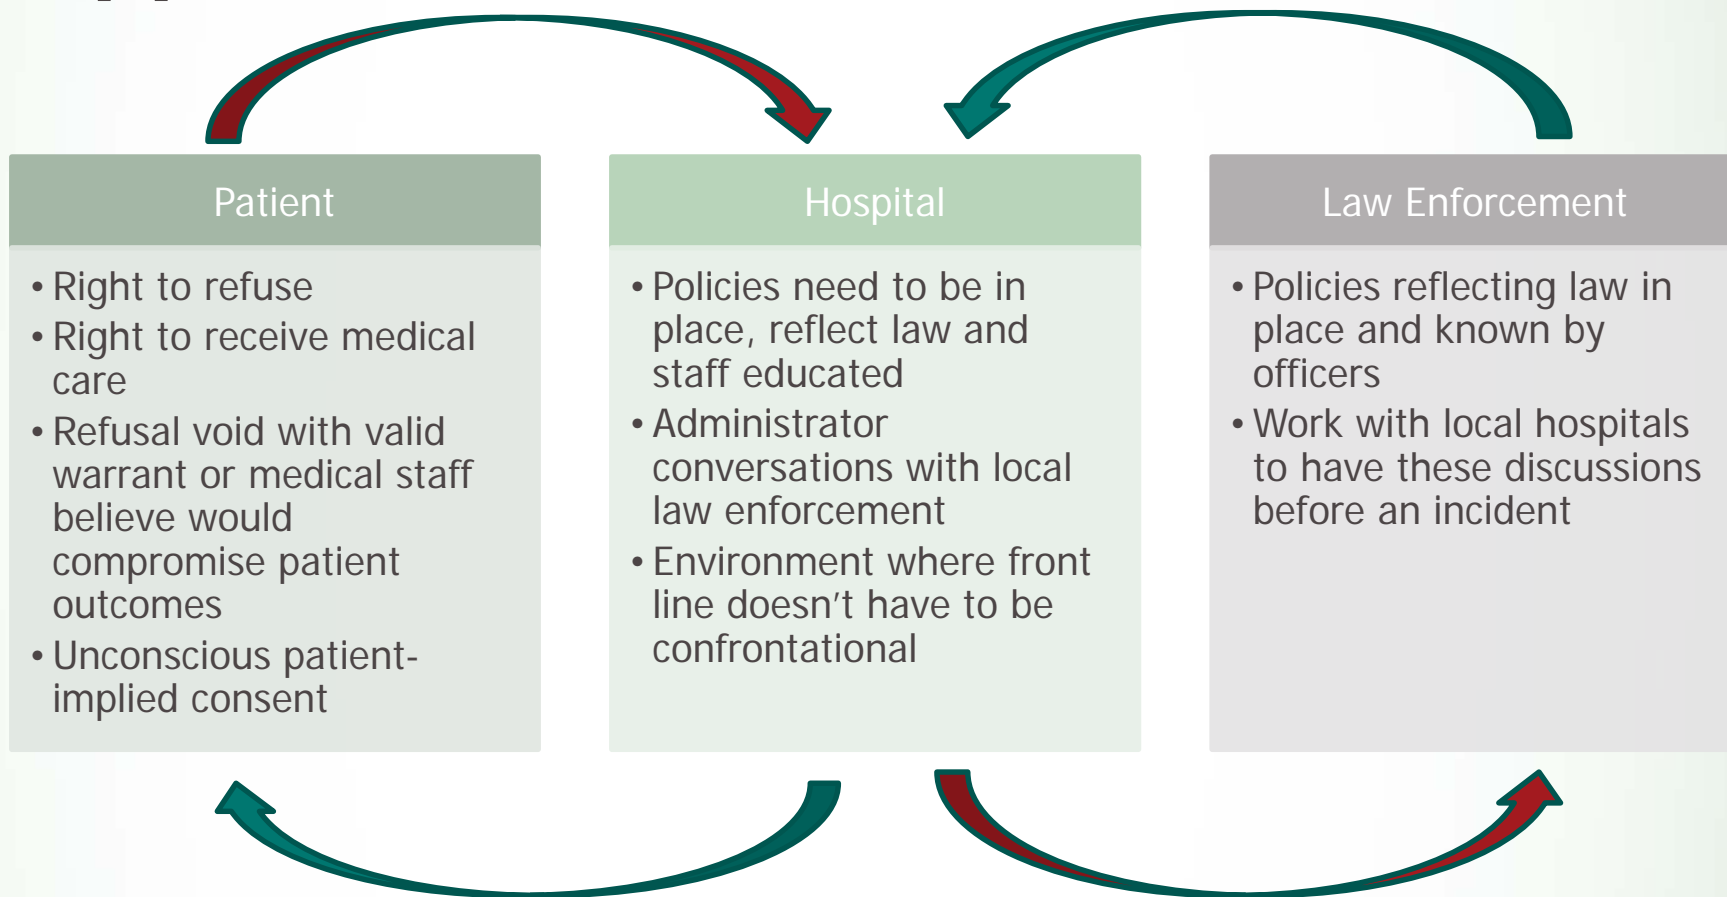 Patient
• Right to refuse
• Right to receive medical
care
• Refusal void with valid
warrant or medical staff
believe would
compromise patient
outcomes
• Unconscious patient-
implied consent
Hospital
• Policies need to be in
place, reflect law and
staff educated
• Administrator
conversations with local
law enforcement
• Environment where front
line doesn't have to be
confrontational
Law Enforcement
• Policies reflecting law in
place and known by
officers
• Work with local hospitals
to have these discussions
before an incident